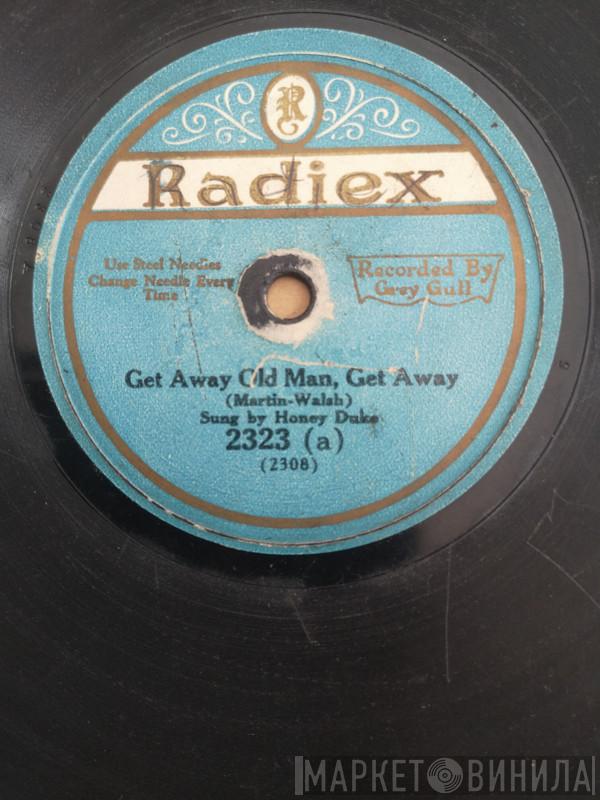 R
Radiex
Use Steel Needles
Change Needle Every
Time
Recorded By
Grey Gull
Get Away Old Man, Get Away
(Martin-Walsh)
Sung by Honey Duke
2323 (a)
(2308)
МАРКЕТ ВИНИЛА